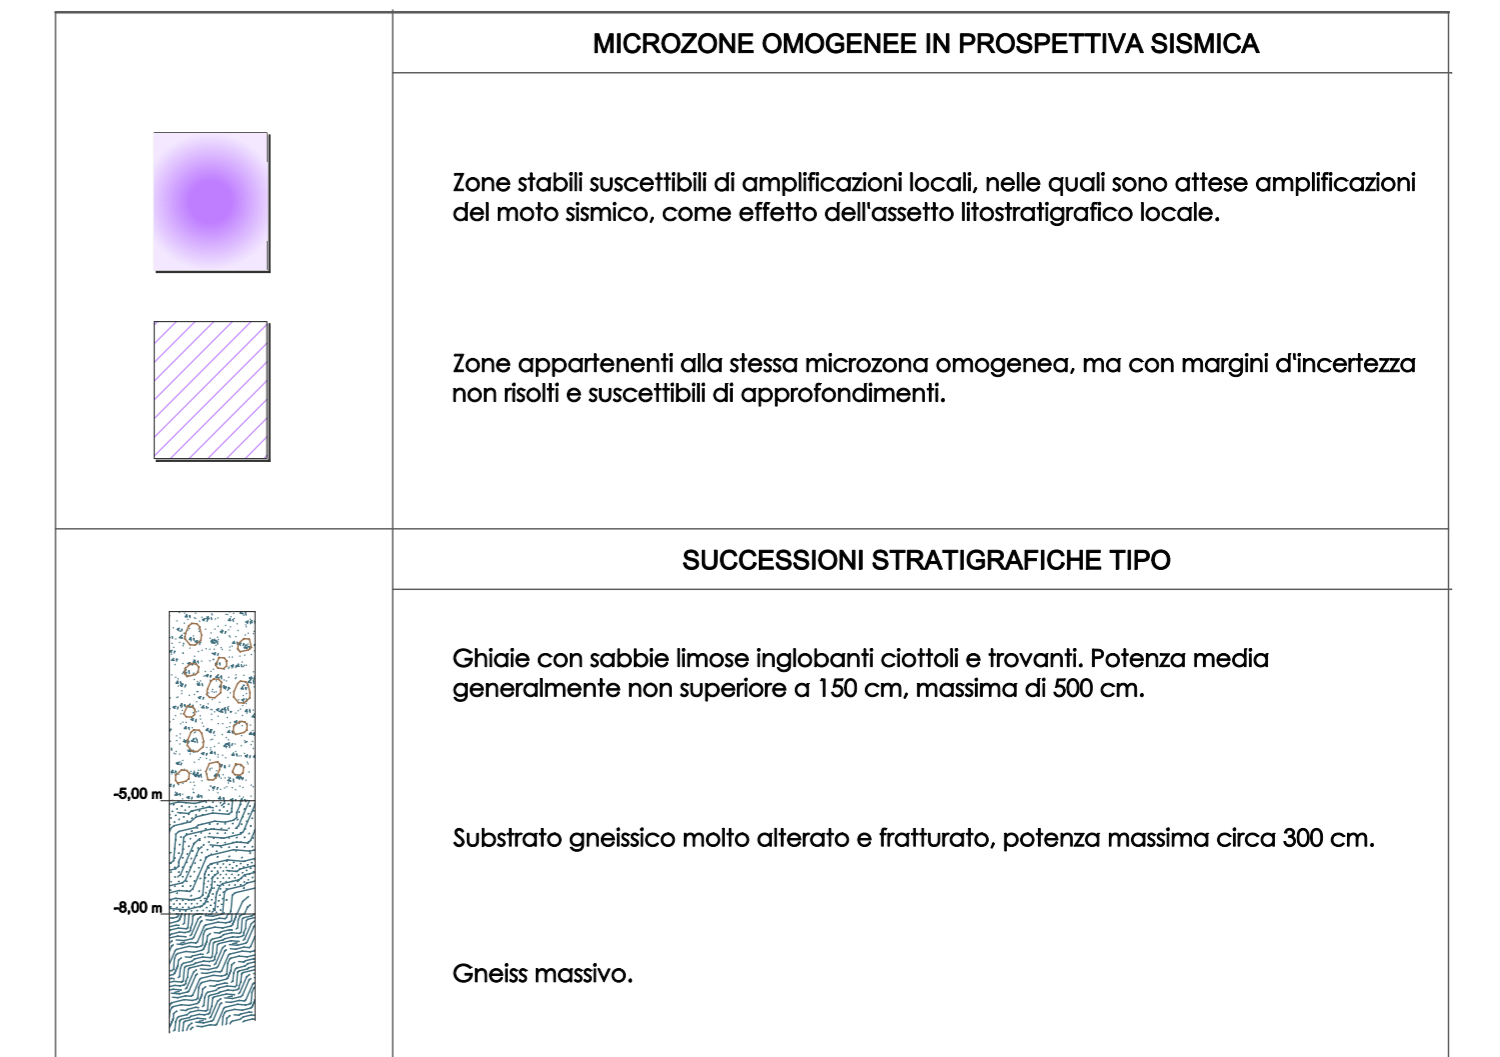 MICROZONE OMOGENEE IN PROSPETTIVA SISMICA
Zone stabili suscettibili di amplificazioni locali, nelle quali sono attese amplificazioni
del moto sismico, come effetto dell'assetto litostratigrafico locale.
Zone appartenenti alla stessa microzona omogenea, ma con margini d'incertezza
non risolti e suscettibili di approfondimenti.
SUCCESSIONI STRATIGRAFICHE TIPO
Ghiaie con sabbie limose inglobanti ciottoli e trovanti. Potenza media
generalmente non superiore a 150 cm, massima di 500 cm.
-5,00 m
Substrato gneissico molto alterato e fratturato, potenza massima circa 300 cm.
-8,00 m
Gneiss massivo.